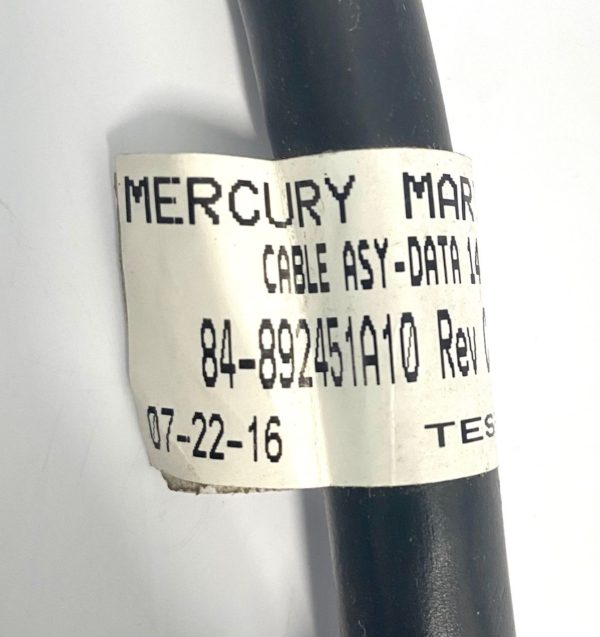 MERCURY MAR
CABLE ASY-DATA 14
84-892451A10 Rev
07-22-16 TES